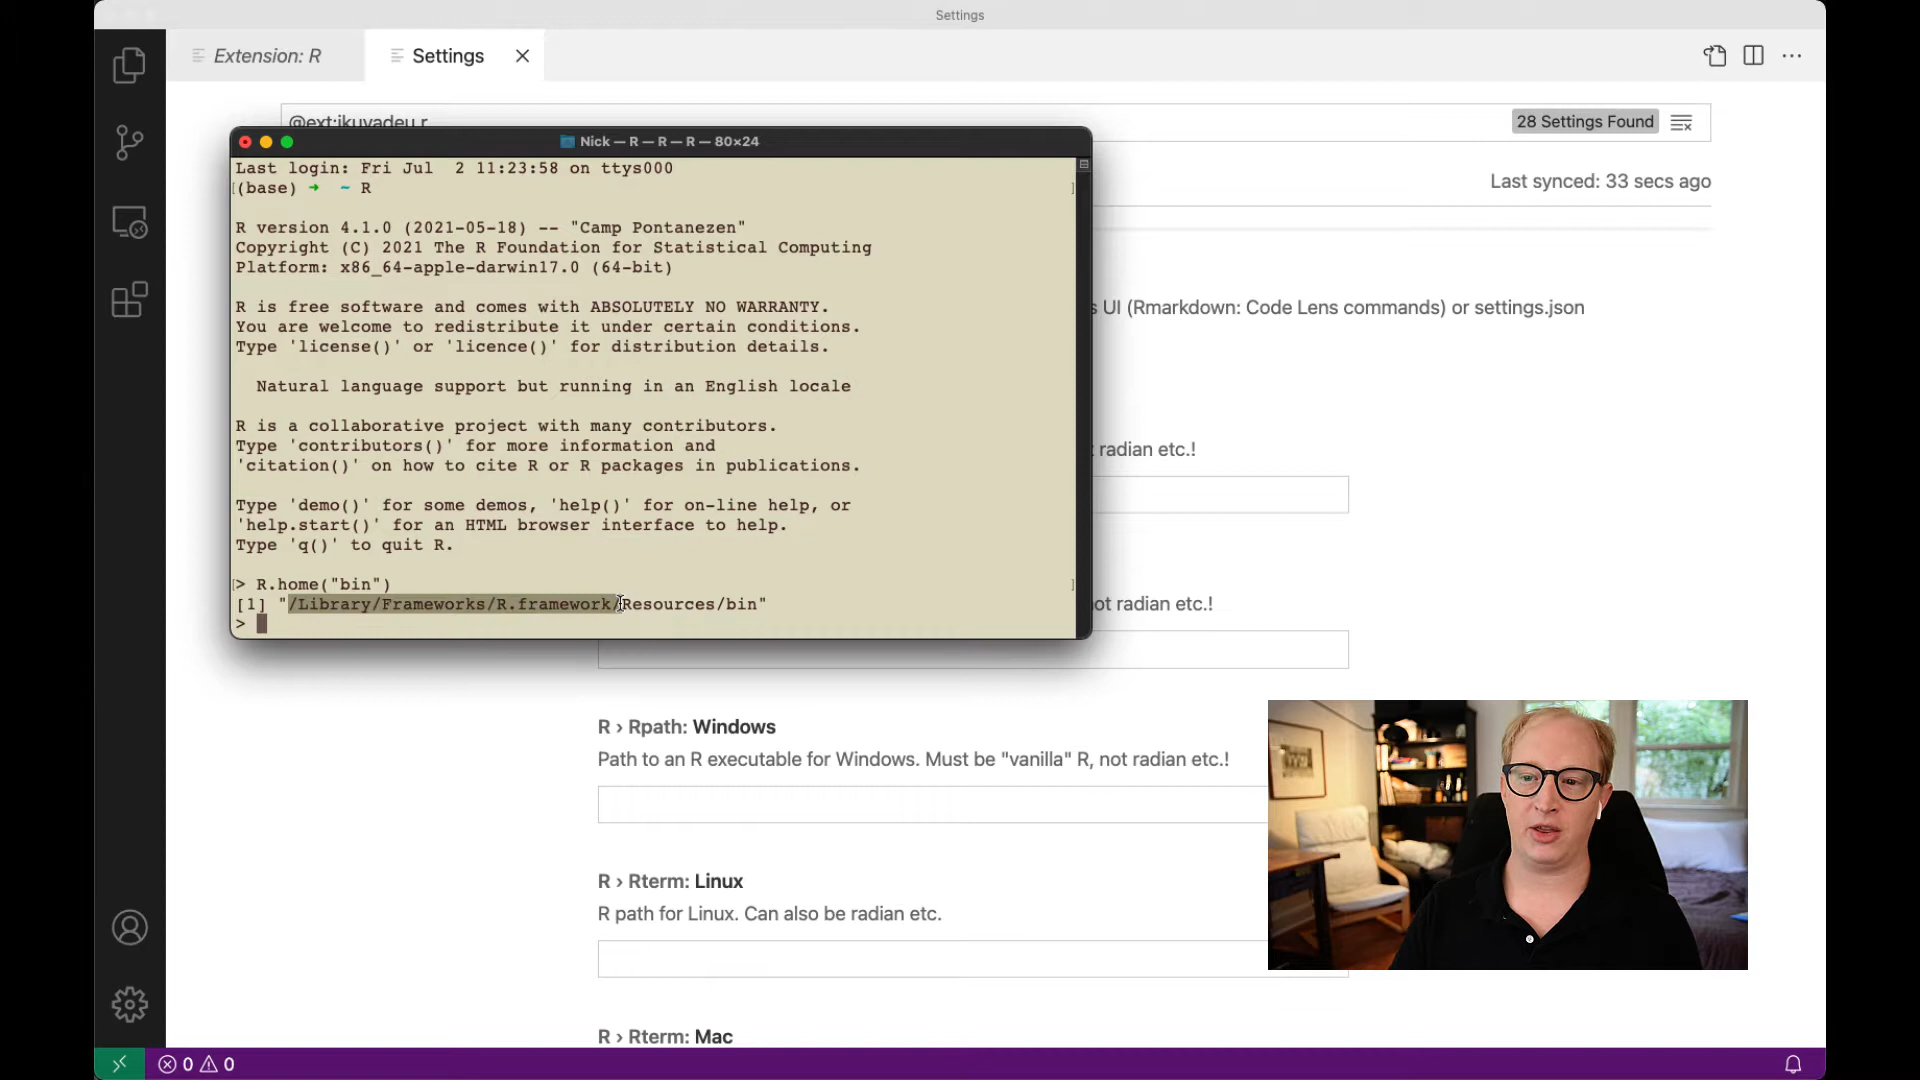 Settings
Extension: R
Settings
@ext:ikuyadeu.r
28 Settings Found
Nick — R — R — R — 80×24
Last login: Fri Jul  2 11:23:58 on ttys000
(base) ➜  ~ R
Last synced: 33 secs ago
R version 4.1.0 (2021-05-18) -- "Camp Pontanezen"
Copyright (C) 2021 The R Foundation for Statistical Computing
Platform: x86_64-apple-darwin17.0 (64-bit)
R is free software and comes with ABSOLUTELY NO WARRANTY.
You are welcome to redistribute it under certain conditions.
Type 'license()' or 'licence()' for distribution details.
s UI (Rmarkdown: Code Lens commands) or settings.json
Natural language support but running in an English locale
R is a collaborative project with many contributors.
Type 'contributors()' for more information and
'citation()' on how to cite R or R packages in publications.
radian etc.!
Type 'demo()' for some demos, 'help()' for on-line help, or
'help.start()' for an HTML browser interface to help.
Type 'q()' to quit R.
> R.home("bin")
[1] "/Library/Frameworks/R.framework/Resources/bin"
>
not radian etc.!
R › Rpath: Windows
Path to an R executable for Windows. Must be "vanilla" R, not radian etc.!
R › Rterm: Linux
R path for Linux. Can also be radian etc.
R › Rterm: Mac
0 0